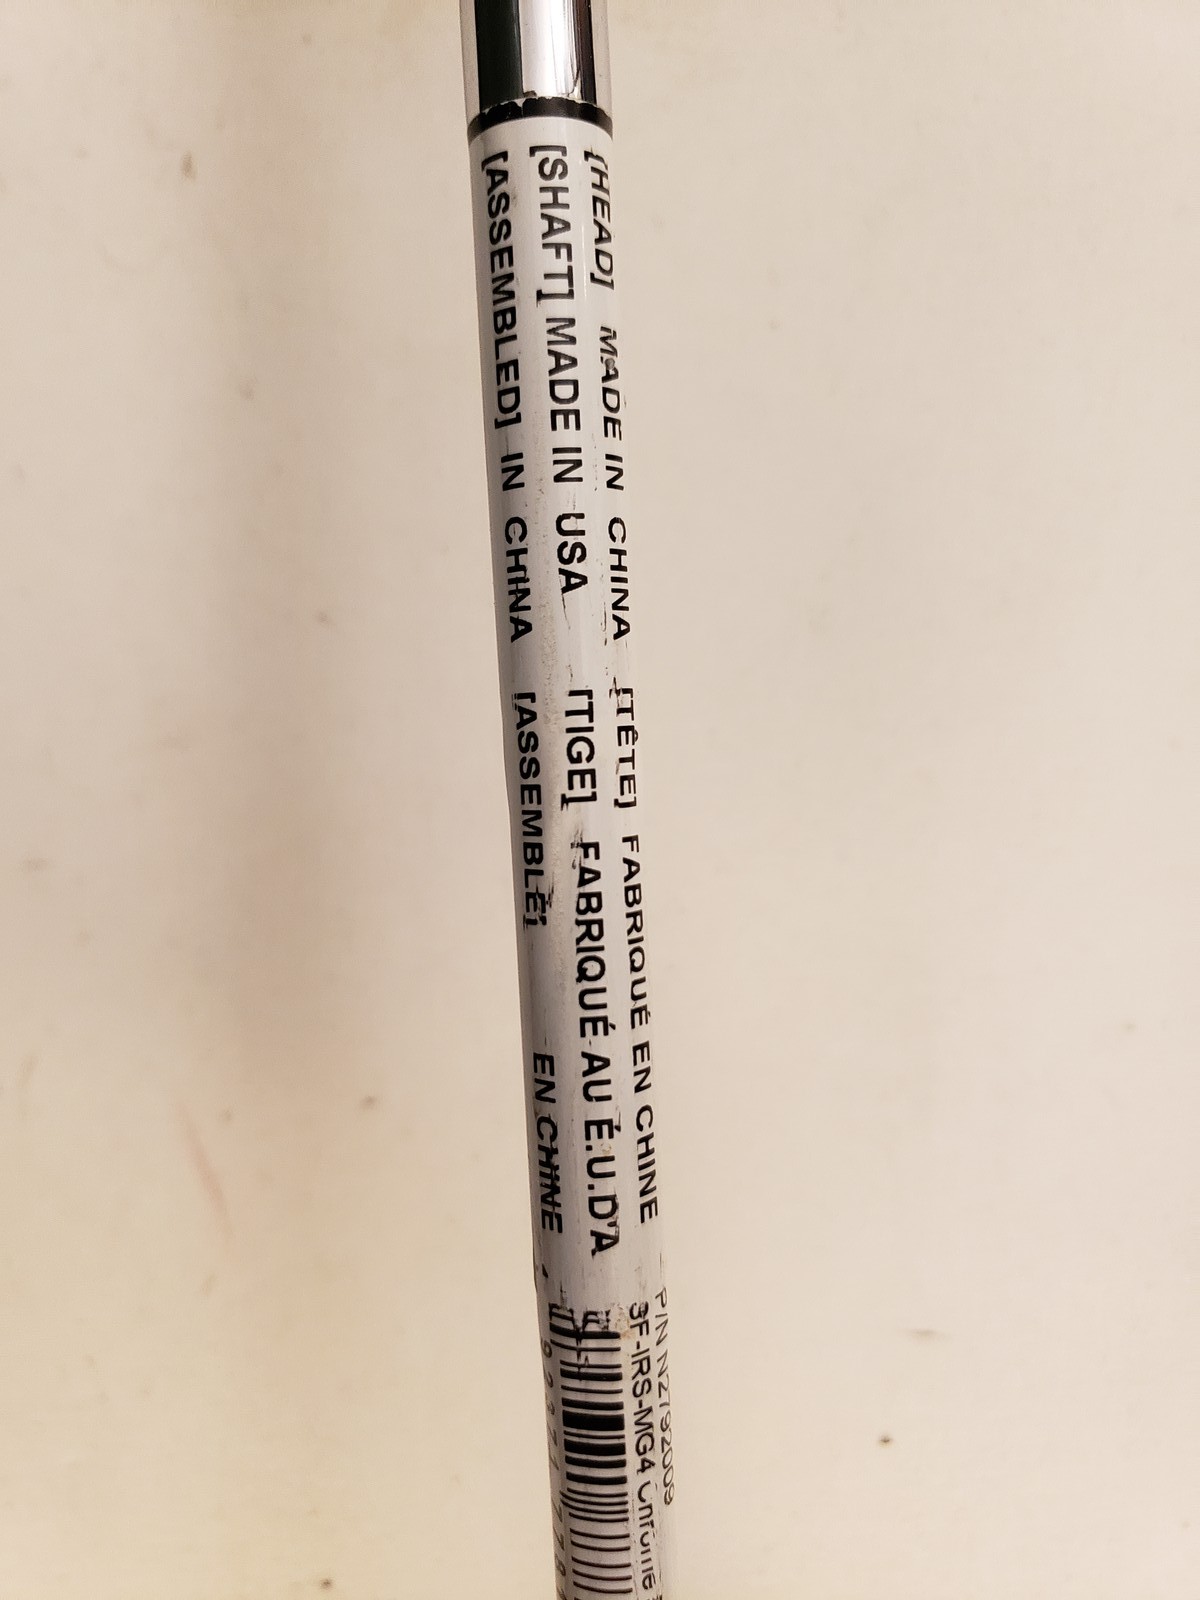 P/N N2792009
3F-IRS-MG4 Chrome
[HEAD] MADE IN CHINA [TÊTE] FABRIQUÉ EN CHINE
[SHAFT] MADE IN USA [TIGE] FABRIQUÉ AU É.U.D'A
[ASSEMBLED] IN CHINA [ASSEMBLÉ] EN CHINE